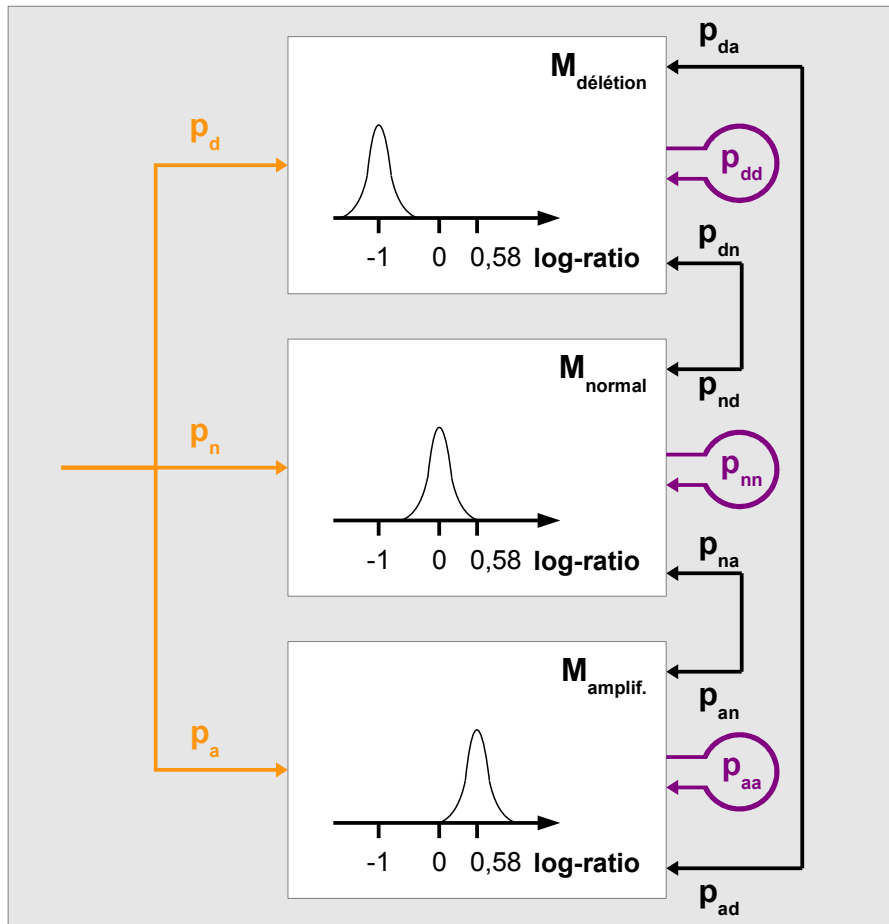 p_da
M_délétion
p_d
p_dd
p_dn
-1 0 0,58 log-ratio
M_normal
p_nd
p_n
p_nn
p_na
-1 0 0,58 log-ratio
M_amplif.
p_an
p_a
p_aa
-1 0 0,58 log-ratio
p_ad